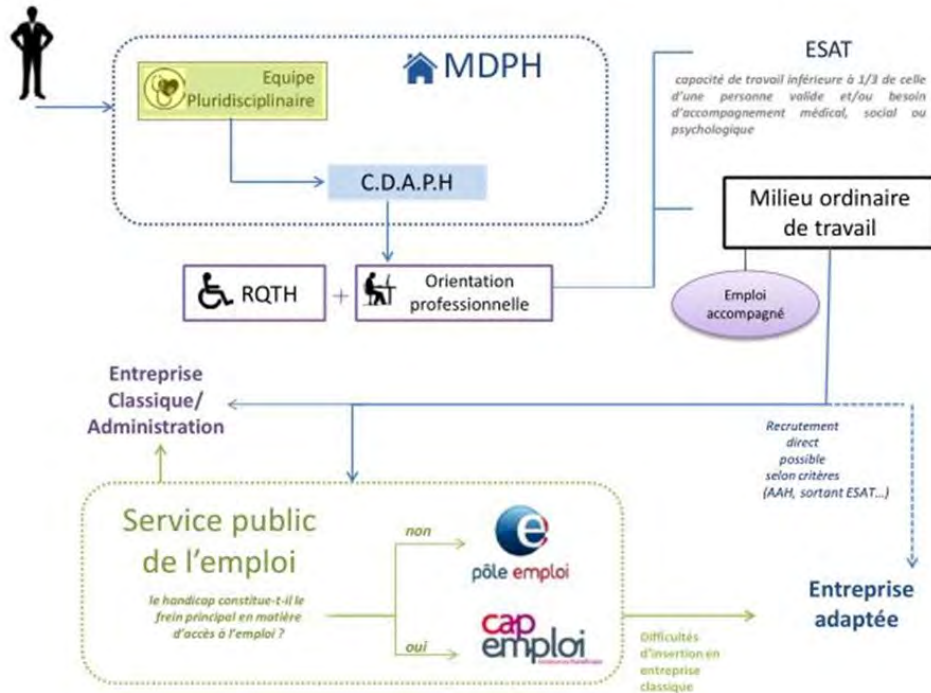 MDPH
Equipe
Pluridisciplinaire
C.D.A.P.H
ESAT
capacité de travail inférieure à 1/3 de celle
d'une personne valide et/ou besoin
d'accompagnement médical, social ou
psychologique
Milieu ordinaire
de travail
Emploi
accompagné
RQTH
+
Orientation
professionnelle
Entreprise
Classique/
Administration
Recrutement
direct
possible
selon critères
(AAH, sortant ESAT...)
Service public
de l'emploi
le handicap constitue-t-il le
frein principal en matière
d'accès à l'emploi ?
non
pôle emploi
oui
cap
emploi
Difficultés
d'insertion en
entreprise
classique
Entreprise
adaptée